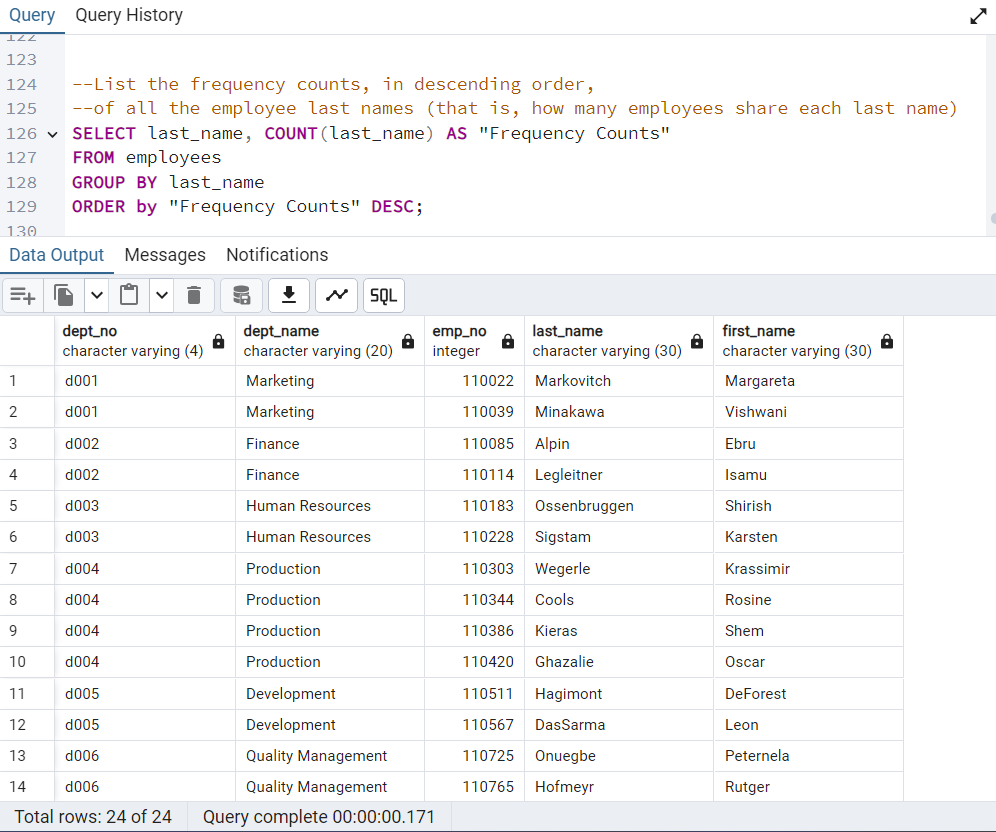 Query Query History
122
123
124 --List the frequency counts, in descending order,
125 --of all the employee last names (that is, how many employees share each last name)
126 SELECT last_name, COUNT(last_name) AS "Frequency Counts"
127 FROM employees
128 GROUP BY last_name
129 ORDER by "Frequency Counts" DESC;
130
Data Output Messages Notifications
SQL
dept_no dept_name emp_no last_name first_name
character varying (4) character varying (20) integer character varying (30) character varying (30)
1 d001 Marketing 110022 Markovitch Margareta
2 d001 Marketing 110039 Minakawa Vishwani
3 d002 Finance 110085 Alpin Ebru
4 d002 Finance 110114 Legleitner Isamu
5 d003 Human Resources 110183 Ossenbruggen Shirish
6 d003 Human Resources 110228 Sigstam Karsten
7 d004 Production 110303 Wegerle Krassimir
8 d004 Production 110344 Cools Rosine
9 d004 Production 110386 Kieras Shem
10 d004 Production 110420 Ghazalie Oscar
11 d005 Development 110511 Hagimont DeForest
12 d005 Development 110567 DasSarma Leon
13 d006 Quality Management 110725 Onuegbe Peternela
14 d006 Quality Management 110765 Hofmeyr Rutger
Total rows: 24 of 24 Query complete 00:00:00.171